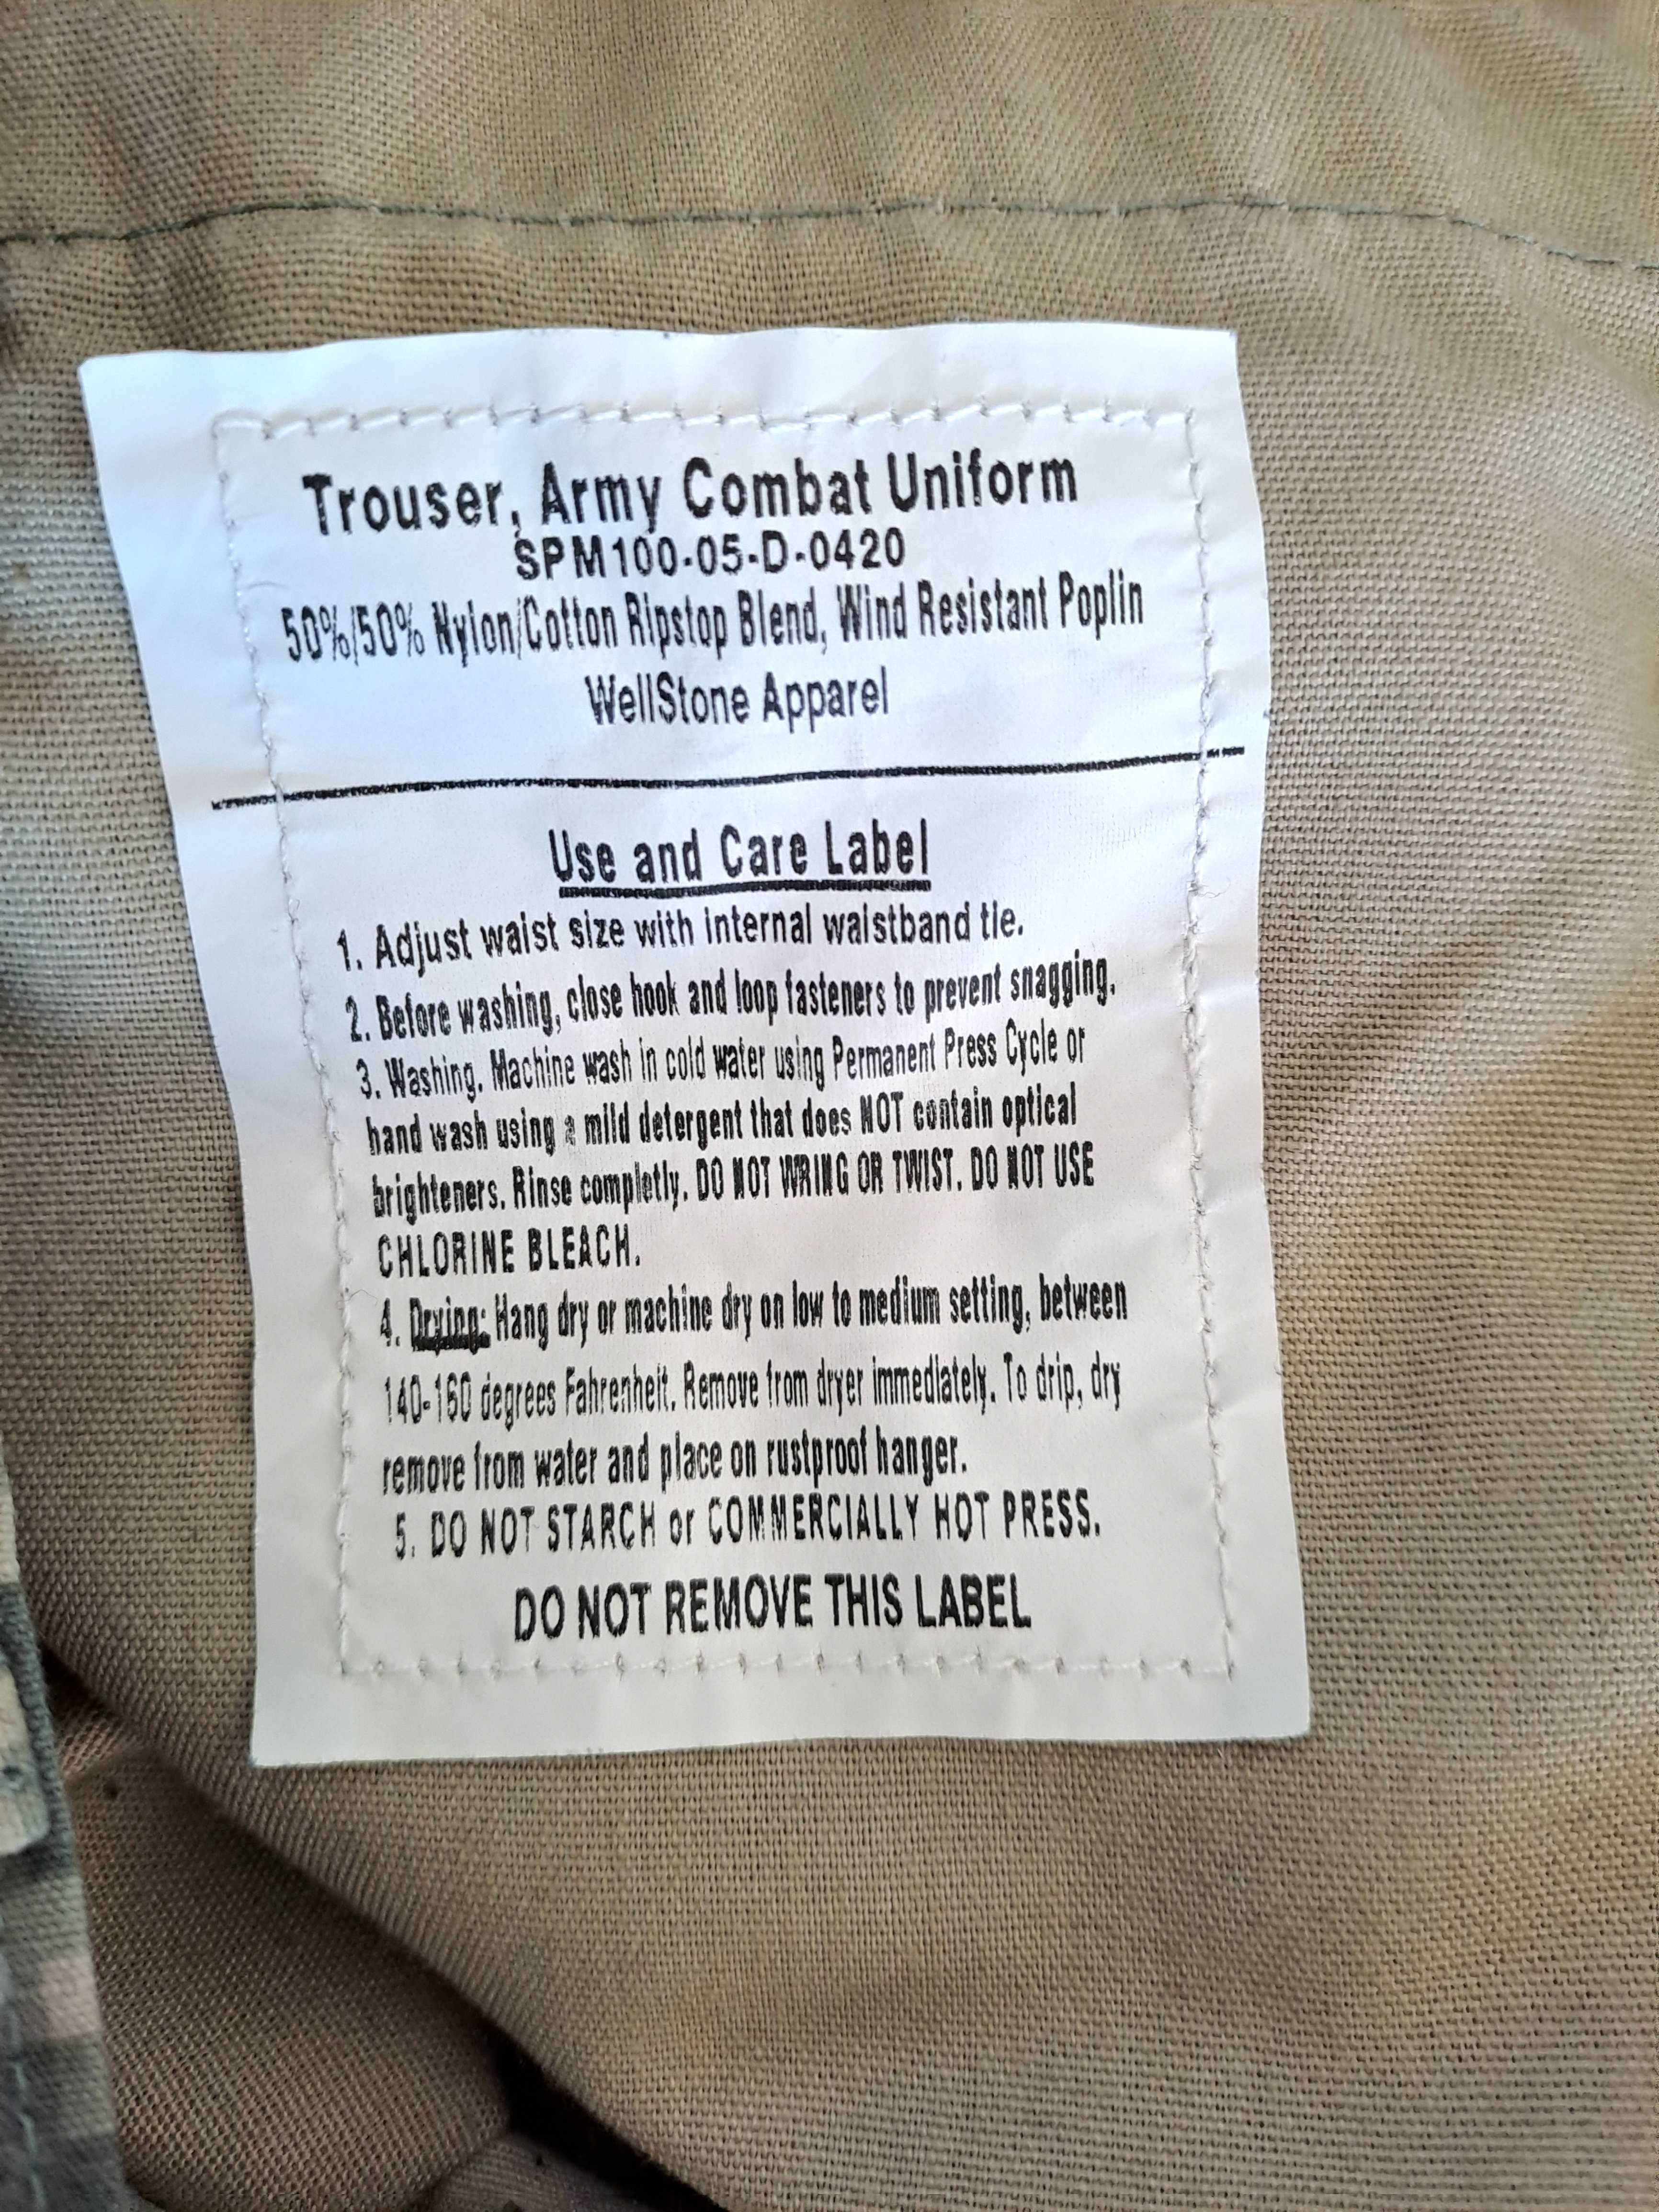 Trouser, Army Combat Uniform
SPM100-05-D-0420
50%/50% Nylon/Cotton Ripstop Blend, Wind Resistant Poplin
WellStone Apparel
Use and Care Label
1. Adjust waist size with internal waistband tie.
2. Before washing, close hook and loop fasteners to prevent snagging.
3. Washing. Machine wash in cold water using Permanent Press Cycle or
hand wash using a mild detergent that does NOT contain optical
brighteners. Rinse completly. DO NOT WRING OR TWIST. DO NOT USE
CHLORINE BLEACH.
4. Drying: Hang dry or machine dry on low to medium setting, between
140-160 degrees Fahrenheit. Remove from dryer immediately. To drip, dry
remove from water and place on rustproof hanger.
5. DO NOT STARCH or COMMERCIALLY HOT PRESS.
DO NOT REMOVE THIS LABEL